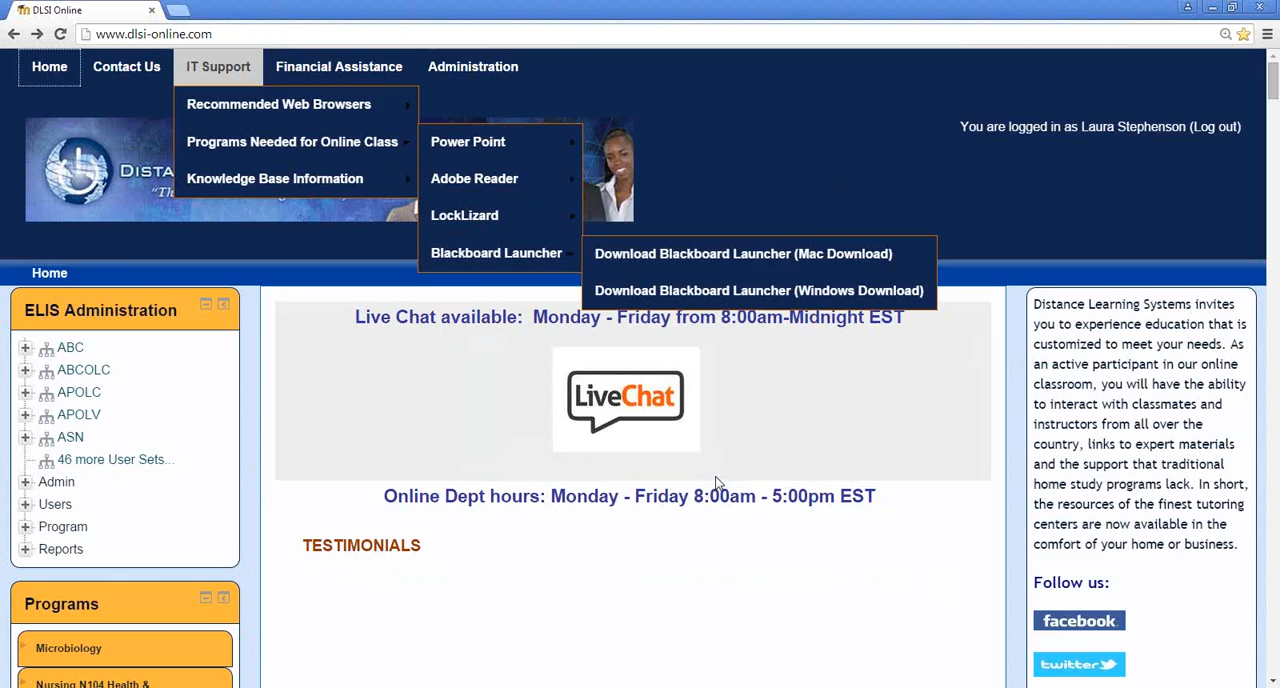 DLSI Online
www.dlsi-online.com
Home
Contact Us
IT Support
Financial Assistance
Administration
Recommended Web Browsers
Programs Needed for Online Class
Knowledge Base Information
Power Point
Adobe Reader
LockLizard
Blackboard Launcher
Download Blackboard Launcher (Mac Download)
Download Blackboard Launcher (Windows Download)
You are logged in as Laura Stephenson (Log out)
Home
ELIS Administration
ABC
ABCOLC
APOLC
APOLV
ASN
46 more User Sets...
Admin
Users
Program
Reports
Programs
Microbiology
Nursing N104 Health &
Live Chat available: Monday - Friday from 8:00am-Midnight EST
LiveChat
Online Dept hours: Monday - Friday 8:00am - 5:00pm EST
TESTIMONIALS
Distance Learning Systems invites
you to experience education that is
customized to meet your needs. As
an active participant in our online
classroom, you will have the ability
to interact with classmates and
instructors from all over the
country, links to expert materials
and the support that traditional
home study programs lack. In short,
the resources of the finest tutoring
centers are now available in the
comfort of your home or business.
Follow us:
facebook
twitter